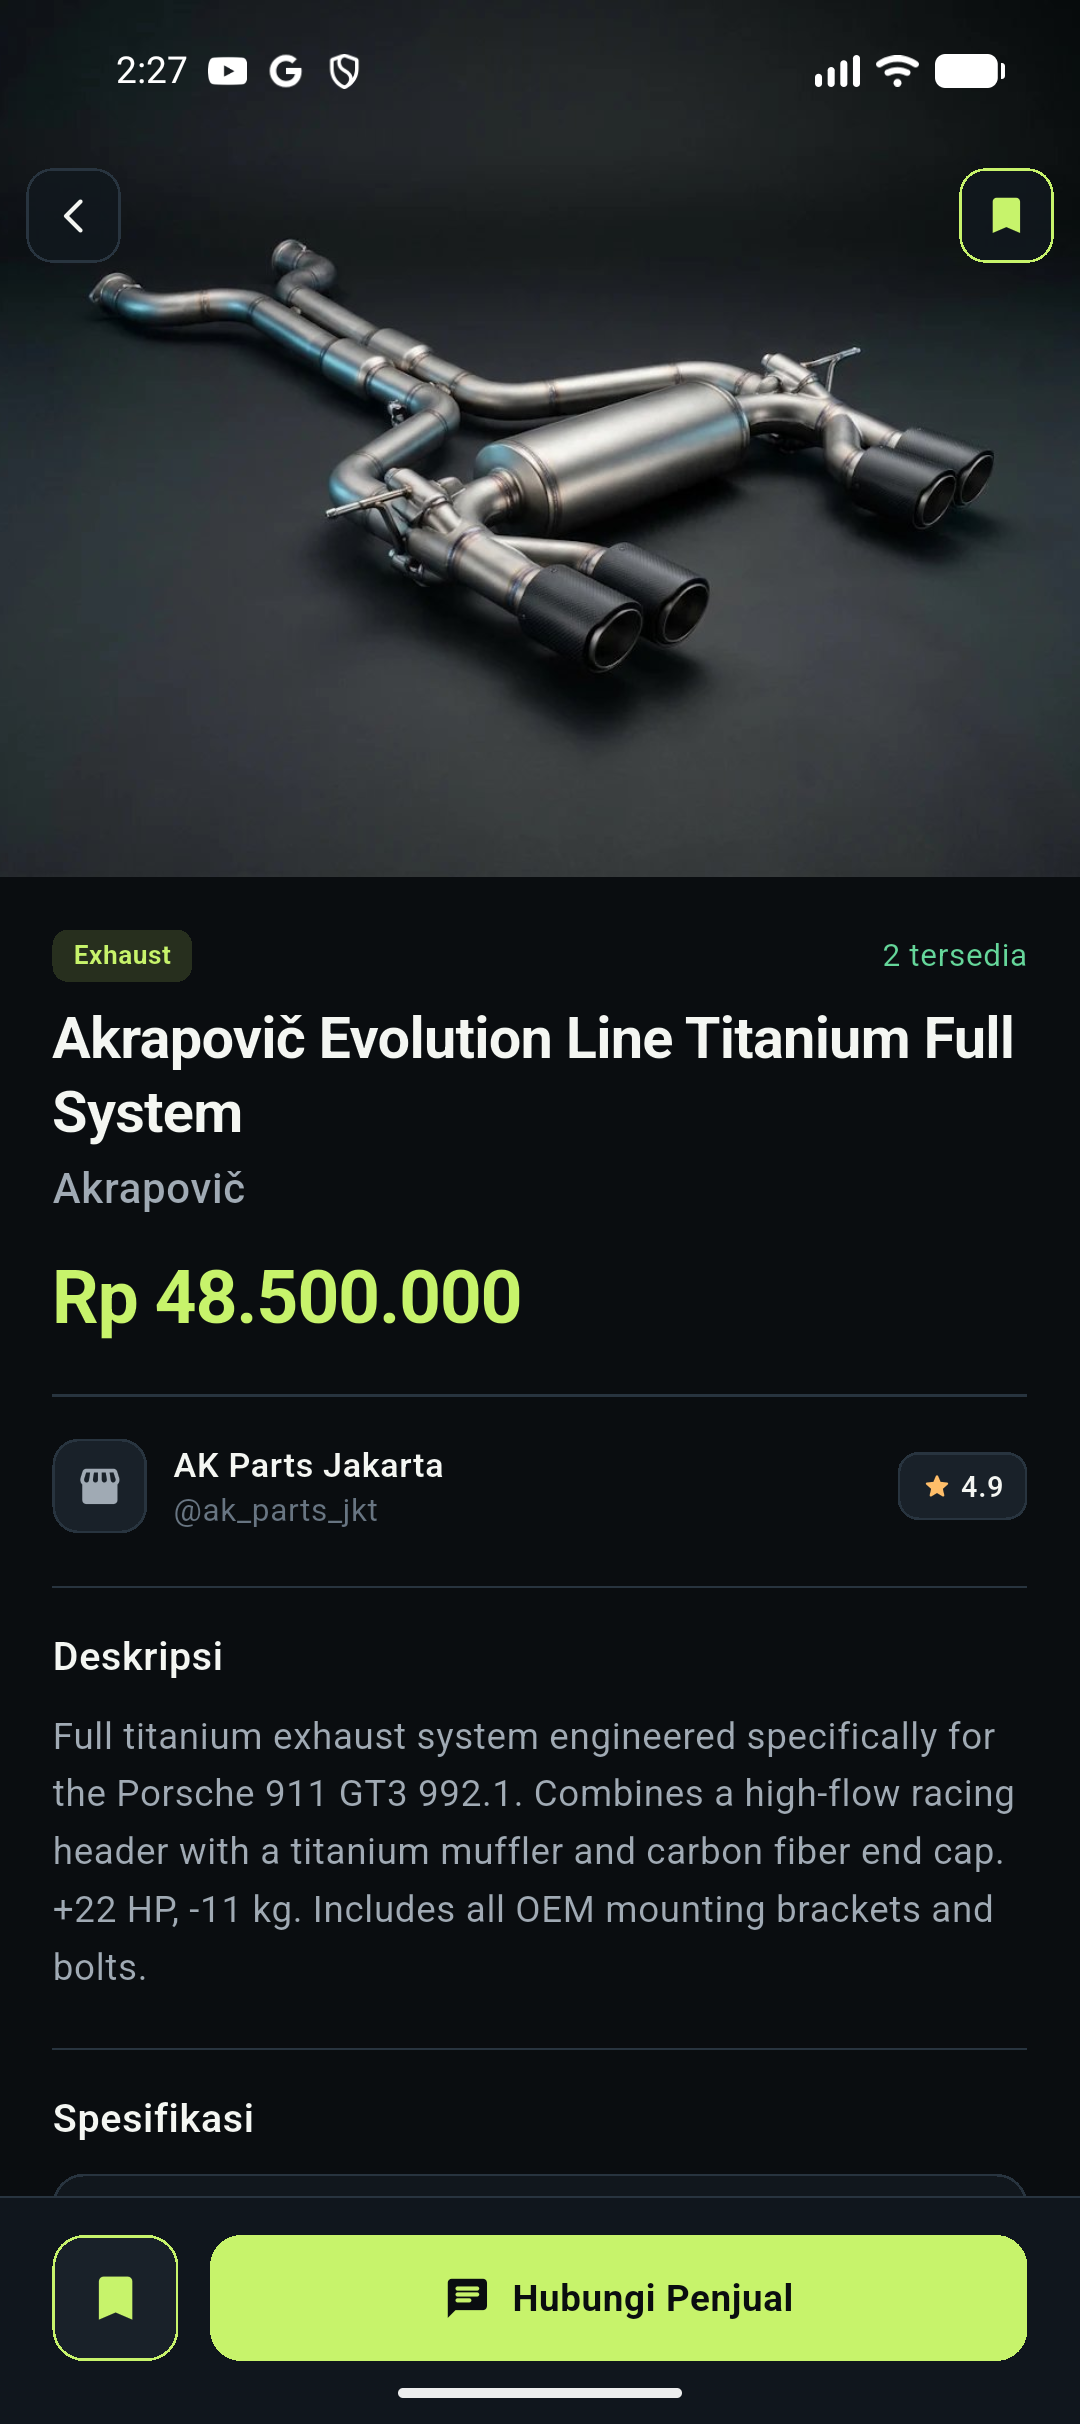 2:27
Exhaust
2 tersedia
Akrapovič Evolution Line Titanium Full
System
Akrapovič
Rp 48.500.000
AK Parts Jakarta
@ak_parts_jkt
4.9
Deskripsi
Full titanium exhaust system engineered specifically for
the Porsche 911 GT3 992.1. Combines a high-flow racing
header with a titanium muffler and carbon fiber end cap.
+22 HP, -11 kg. Includes all OEM mounting brackets and
bolts.
Spesifikasi
Hubungi Penjual